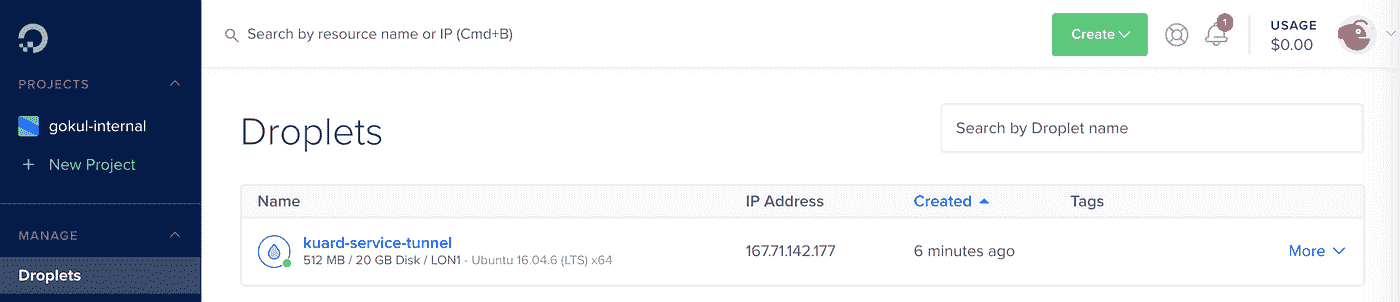 Search by resource name or IP (Cmd+B)
Create
1
USAGE
$0.00
PROJECTS
gokul-internal
+ New Project
MANAGE
Droplets
Droplets
Search by Droplet name
Name IP Address Created Tags
kuard-service-tunnel
512 MB / 20 GB Disk / LON1 - Ubuntu 16.04.6 (LTS) x64
167.71.142.177 6 minutes ago More